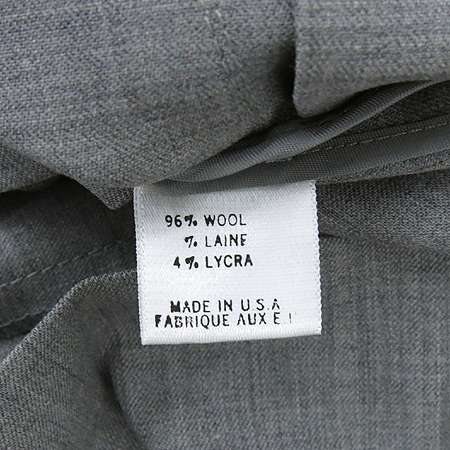 96% WOOL
% LAINE
4% LYCRA
MADE IN U.S.A
FABRIQUE AUX E.